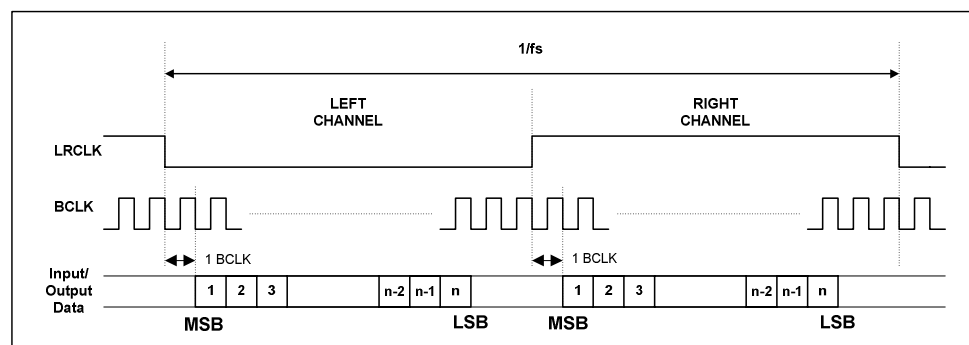 1/fs
LEFT
CHANNEL
RIGHT
CHANNEL
LRCLK
BCLK
1 BCLK
1 BCLK
Input/
Output
Data
1 2 3 n-2 n-1 n 1 2 3 n-2 n-1 n
MSB LSB MSB LSB